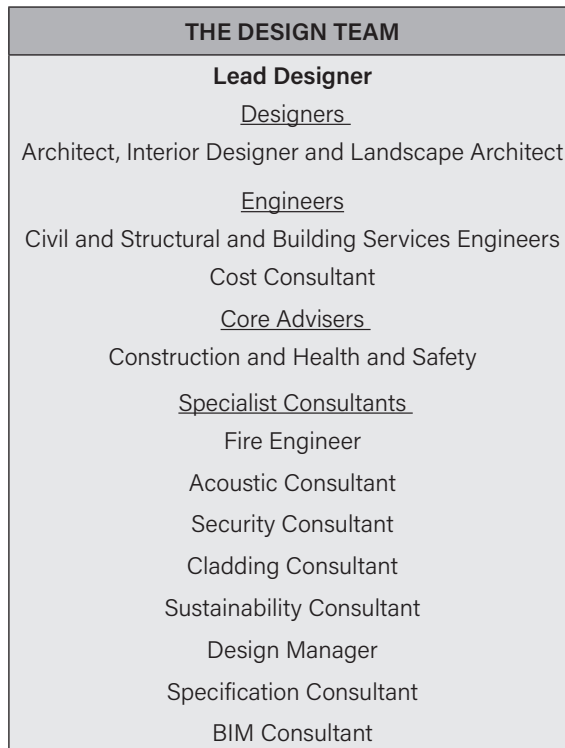 THE DESIGN TEAM
Lead Designer
Designers
Architect, Interior Designer and Landscape Architect
Engineers
Civil and Structural and Building Services Engineers
Cost Consultant
Core Advisers
Construction and Health and Safety
Specialist Consultants
Fire Engineer
Acoustic Consultant
Security Consultant
Cladding Consultant
Sustainability Consultant
Design Manager
Specification Consultant
BIM Consultant